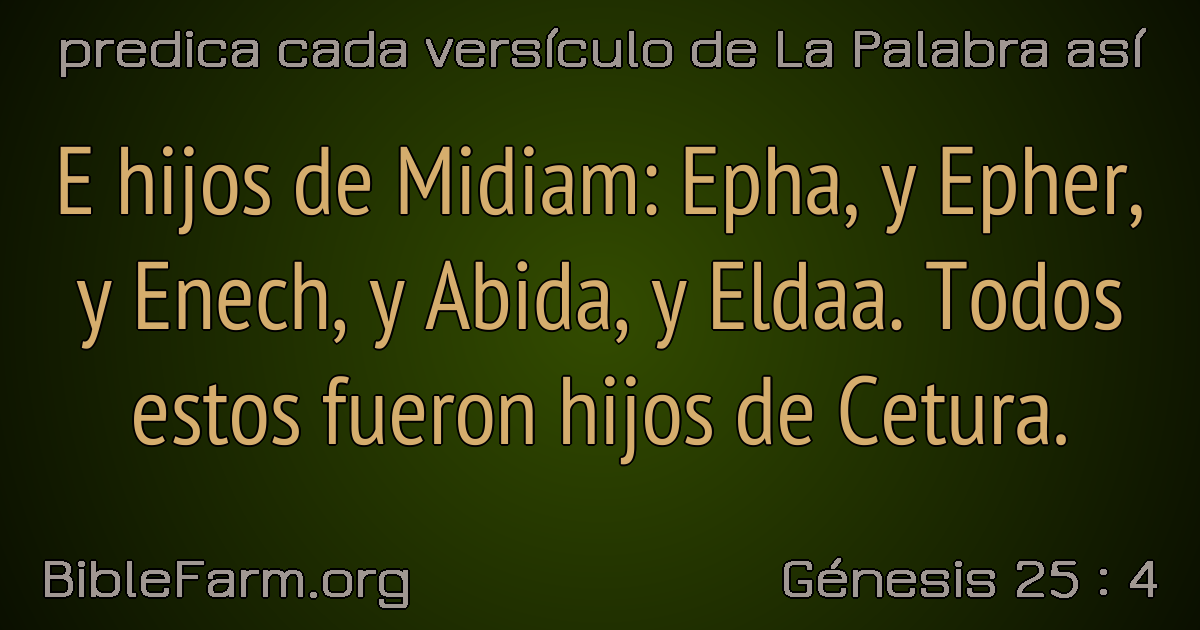 predica cada versículo de La Palabra así
E hijos de Midiam: Epha, y Epher,
y Enech, y Abida, y Eldaa. Todos
estos fueron hijos de Cetura.
BibleFarm.org
Génesis 25 : 4